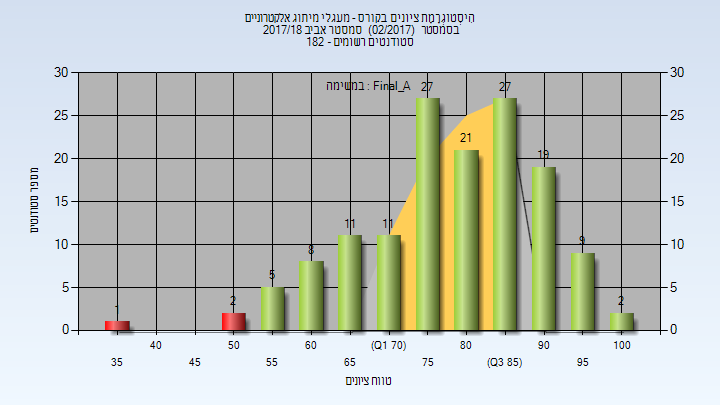 היסטוגרמת ציונים בקורס - מעגלי מיתוג אלקטרוניים
בסמסטר (02/2017) סמסטר אביב 2017/18
סטודנטים רשומים - 182
במשימה : Final_A
30 30
25 25
20 20
15 15
10 10
5 5
0 0
1 2 5 8 11 11 27 21 27 19 9 2
מספר סטודנטים
40 50 60 (Q1 70) 80 90 100
35 45 55 65 75 (Q3 85) 95
טווח ציונים